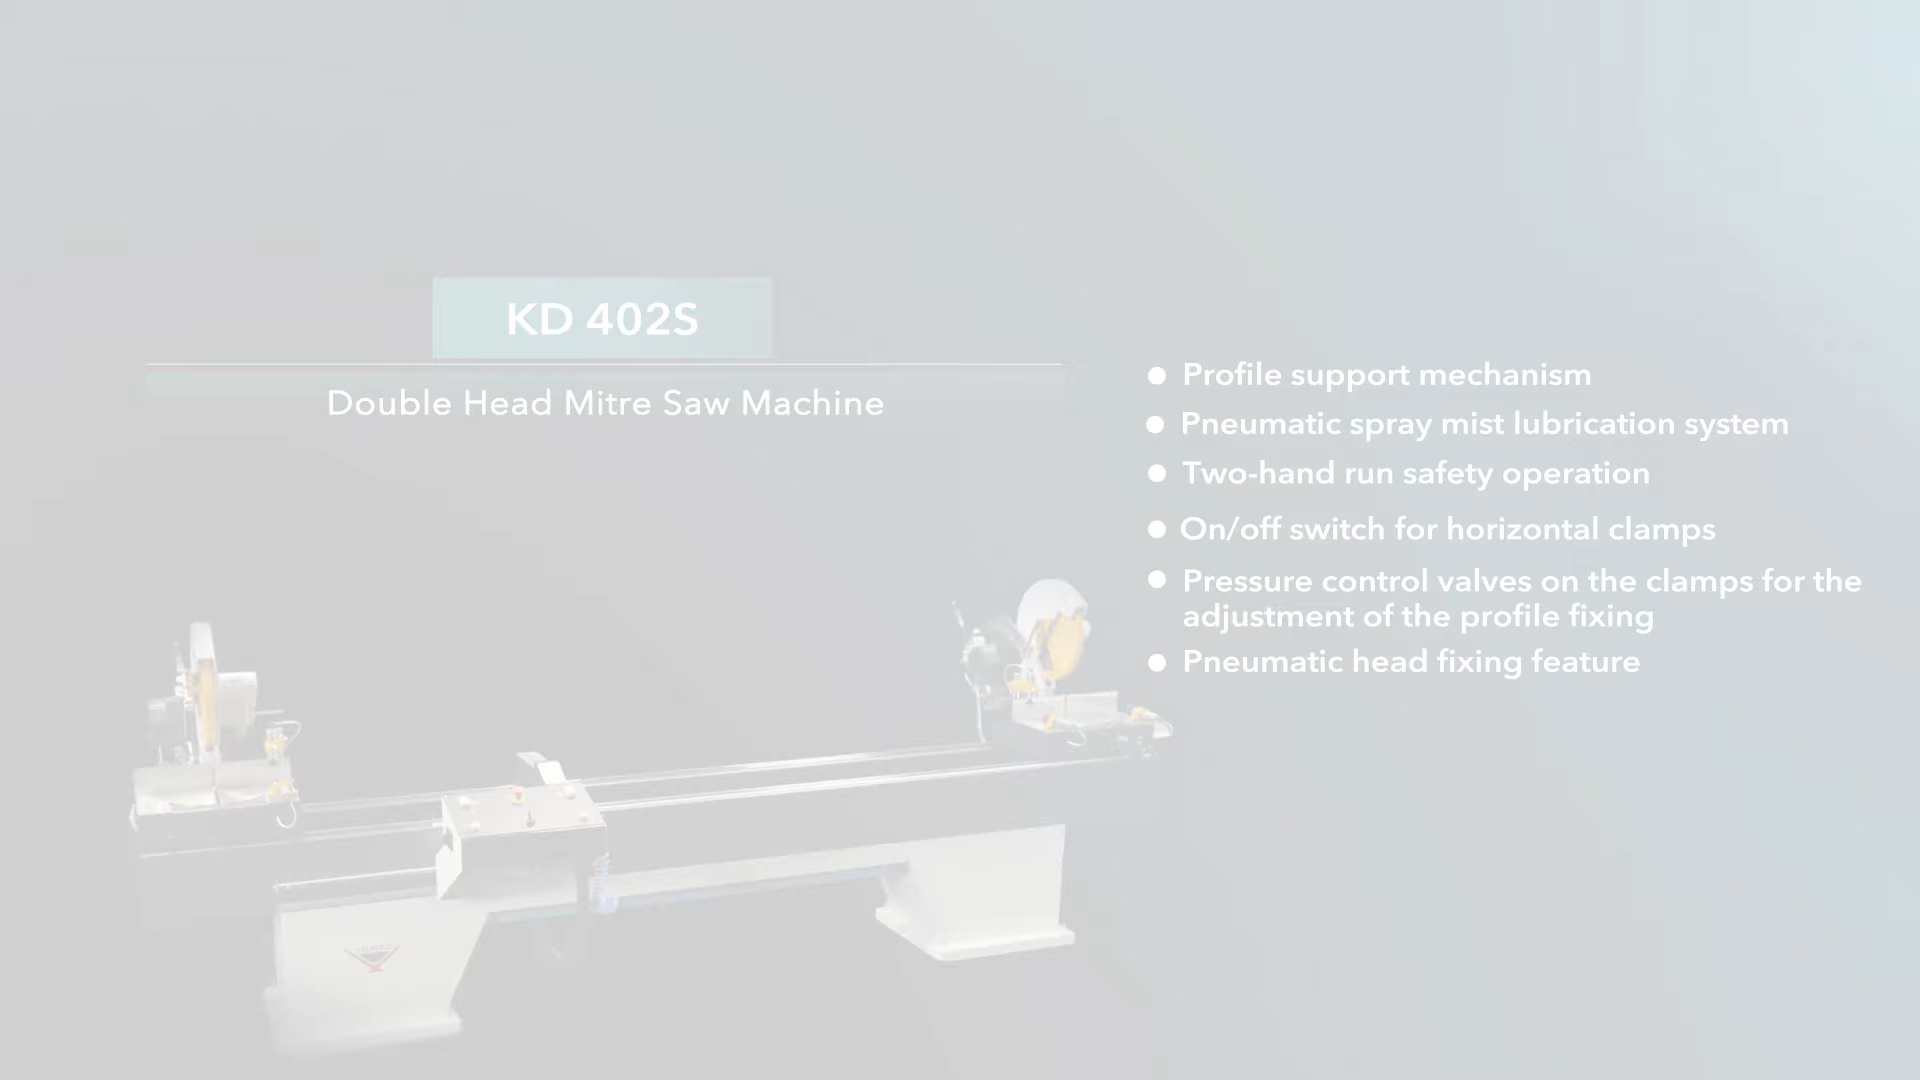 KD 402S
Double Head Mitre Saw Machine
Profile support mechanism
Pneumatic spray mist lubrication system
Two-hand run safety operation
On/off switch for horizontal clamps
Pressure control valves on the clamps for the
adjustment of the profile fixing
Pneumatic head fixing feature